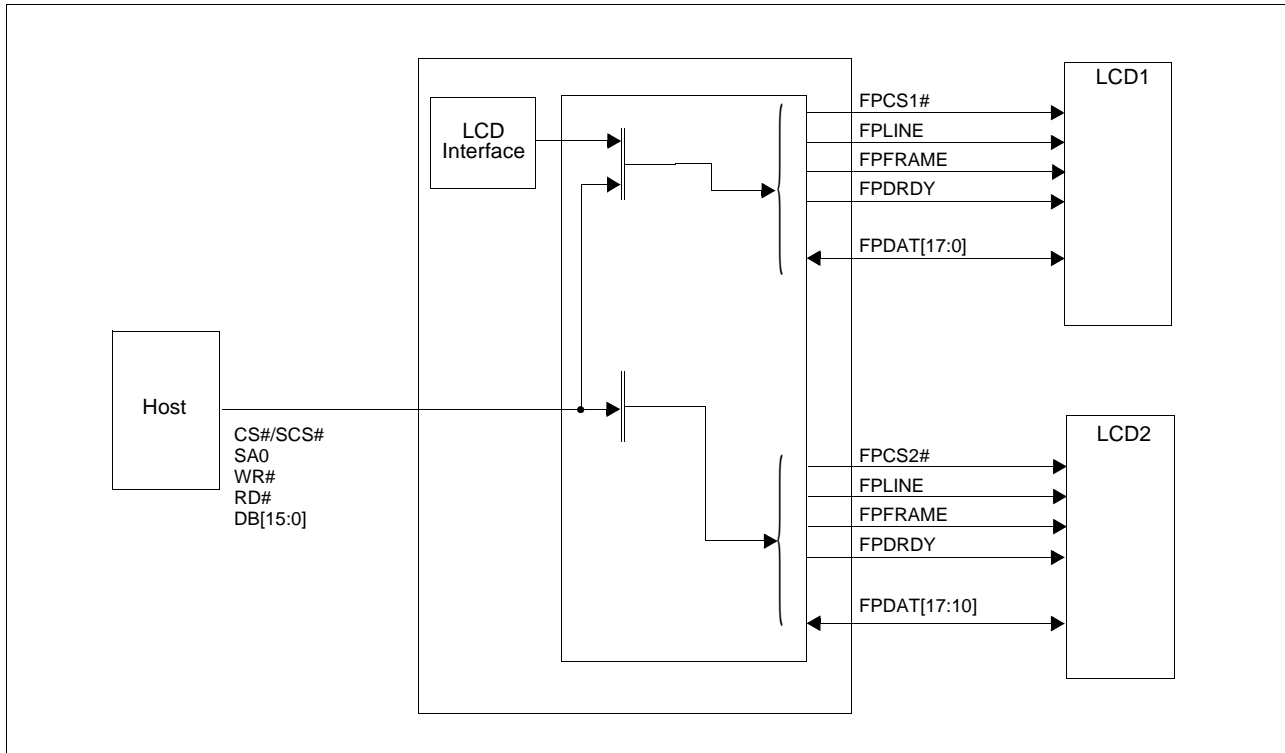 LCD
Interface
Host
CS#/SCS#
SA0
WR#
RD#
DB[15:0]
FPCS1#
FPLINE
FPFRAME
FPDRDY
FPDAT[17:0]
LCD1
FPCS2#
FPLINE
FPFRAME
FPDRDY
FPDAT[17:10]
LCD2